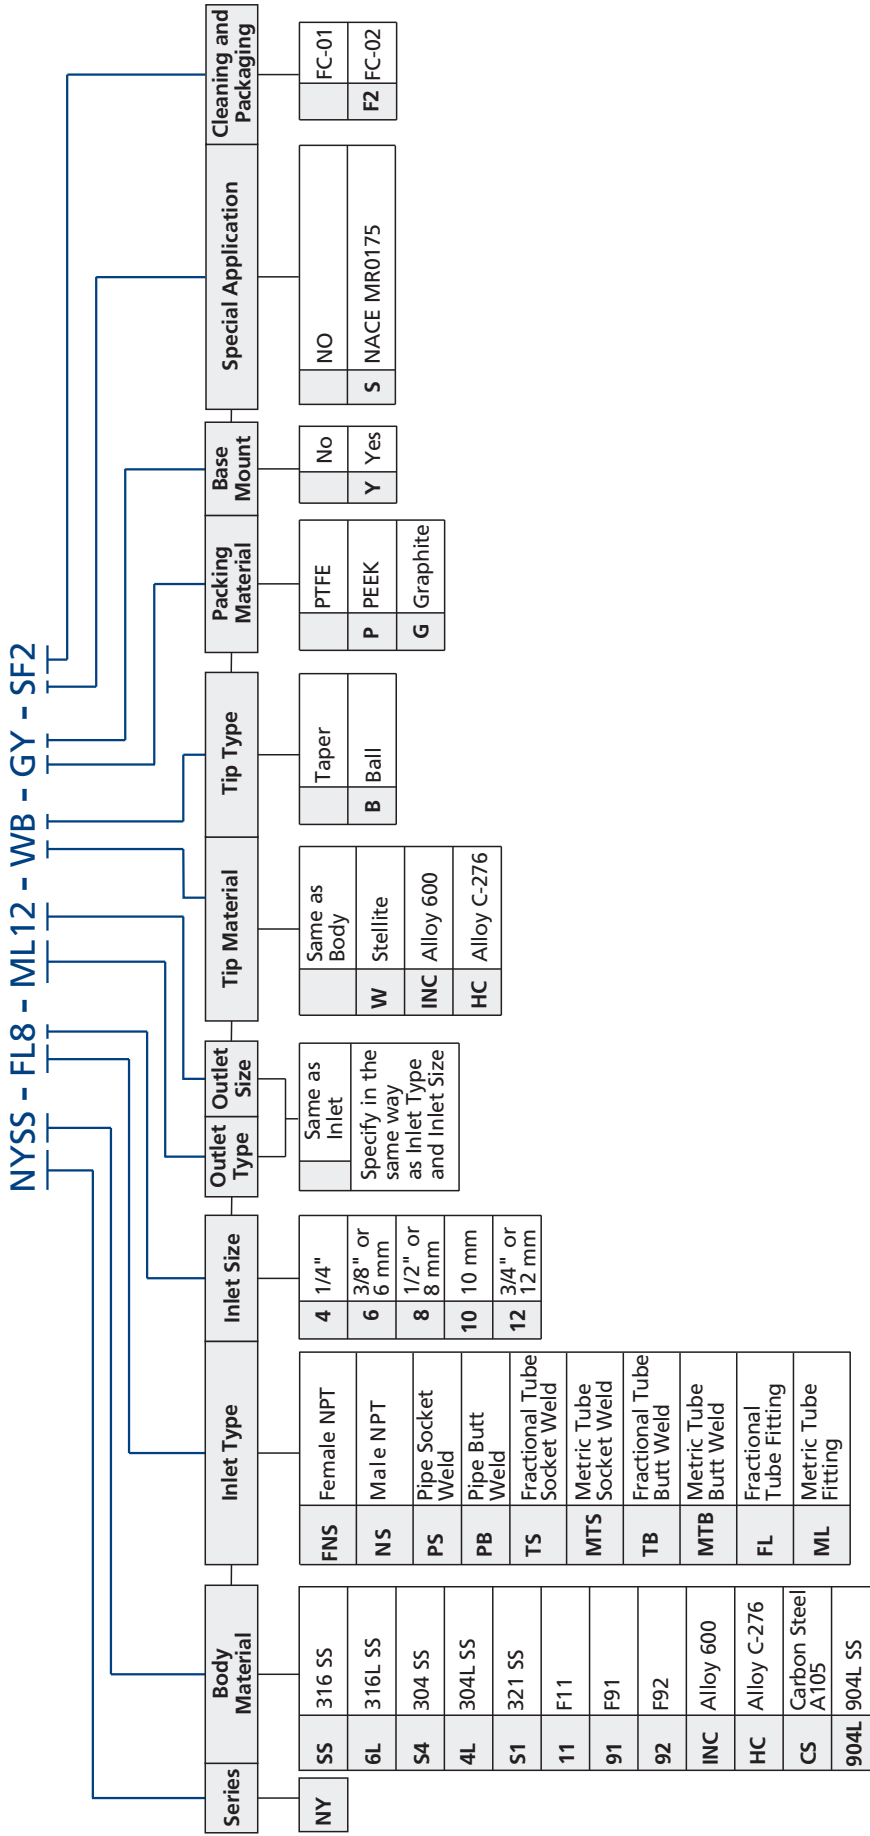 NYSS - FL8 - ML12 - WB - GY - SF2
Series
NY
Body
Material
SS 316 SS
6L 316L SS
S4 304 SS
4L 304L SS
S1 321 SS
11 F11
91 F91
92 F92
INC Alloy 600
HC Alloy C-276
CS Carbon Steel
A105
904L 904L SS
Inlet Type
FNS Female NPT
NS Male NPT
PS Pipe Socket
Weld
PB Pipe Butt
Weld
TS Fractional Tube
Socket Weld
MTS Metric Tube
Socket Weld
TB Fractional Tube
Butt Weld
MTB Metric Tube
Butt Weld
FL Fractional
Tube Fitting
ML Metric Tube
Fitting
Inlet Size
4 1/4"
6 3/8" or
6 mm
8 1/2" or
8 mm
10 10 mm
12 3/4" or
12 mm
Outlet
Type
Outlet
Size
Same as
Inlet
Specify in the
same way
as Inlet Type
and Inlet Size
Tip Material
Same as
Body
W Stellite
INC Alloy 600
HC Alloy C-276
Tip Type
Taper
B Ball
Packing
Material
PTFE
P PEEK
G Graphite
Base
Mount
No
Y Yes
Special Application
NO
S NACE MR0175
Cleaning and
Packaging
FC-01
F2 FC-02